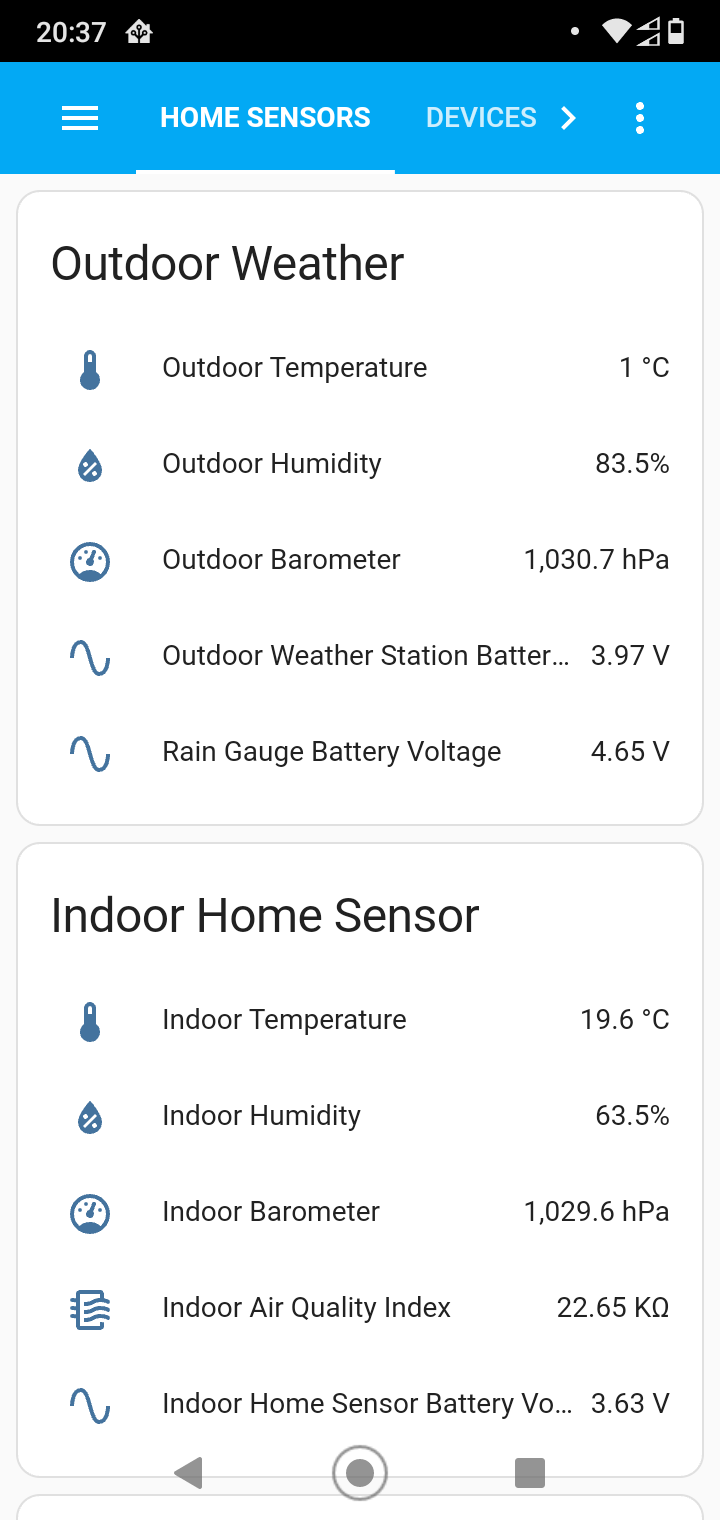 20:37
HOME SENSORS DEVICES
Outdoor Weather
Outdoor Temperature 1 °C
Outdoor Humidity 83.5%
Outdoor Barometer 1,030.7 hPa
Outdoor Weather Station Batter... 3.97 V
Rain Gauge Battery Voltage 4.65 V
Indoor Home Sensor
Indoor Temperature 19.6 °C
Indoor Humidity 63.5%
Indoor Barometer 1,029.6 hPa
Indoor Air Quality Index 22.65 KΩ
Indoor Home Sensor Battery Vo... 3.63 V